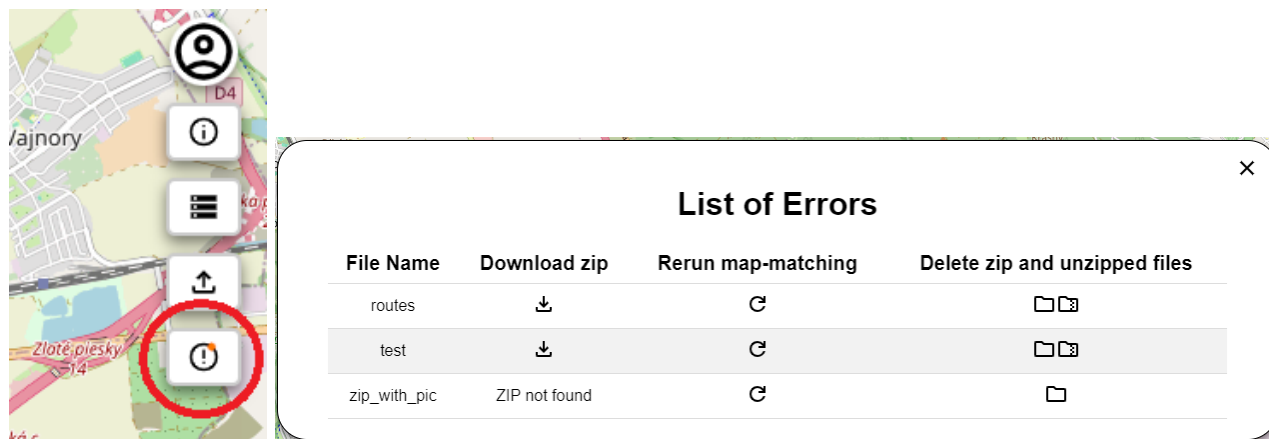 D4
Vajnory
Zlaté piesky
14
List of Errors
File Name Download zip Rerun map-matching Delete zip and unzipped files
routes
test
zip_with_pic ZIP not found